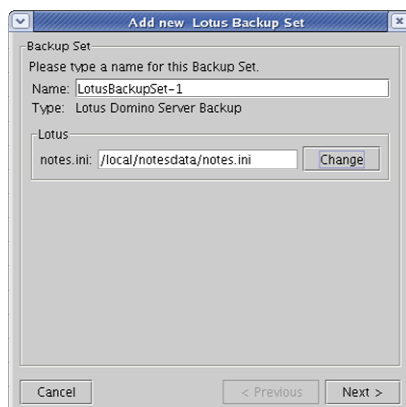 Add new Lotus Backup Set
Backup Set
Please type a name for this Backup Set.
Name: LotusBackupSet-1
Type: Lotus Domino Server Backup
Lotus
notes.ini: /local/notesdata/notes.ini Change
Cancel < Previous Next >